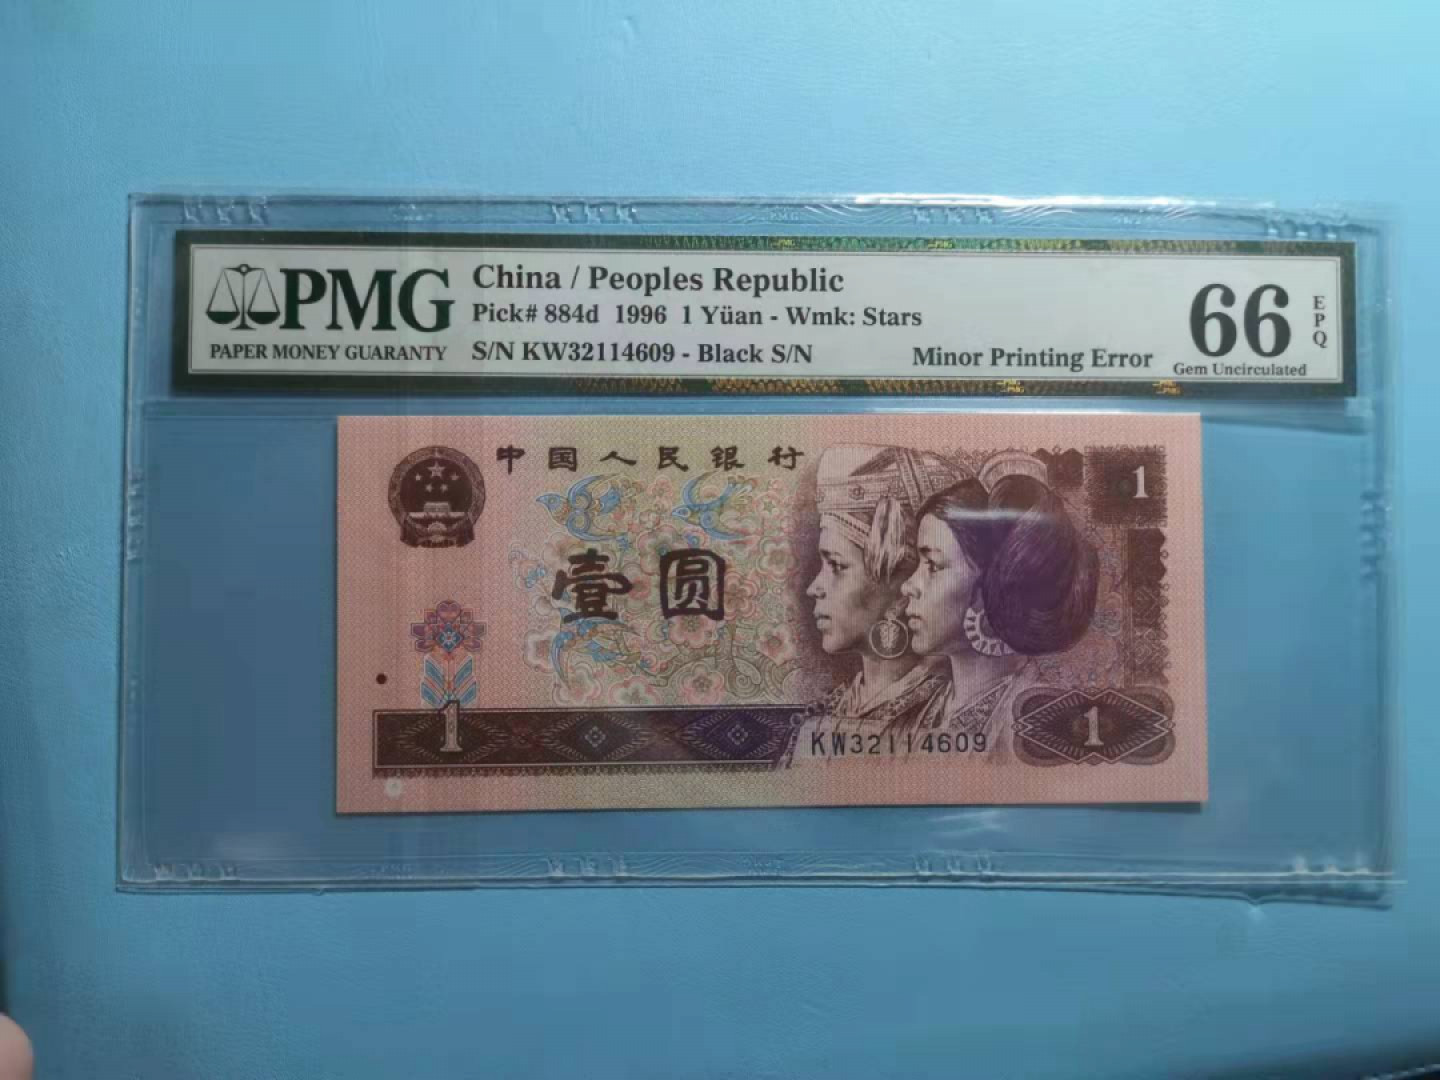 PMG
PAPER MONEY GUARANTY
China / Peoples Republic
Pick# 884d 1996 1 Yüan - Wmk: Stars
S/N KW32114609 - Black S/N
Minor Printing Error
66
EPQ
Gem Uncirculated
中国人民银行
1
壹圆
1
KW32114609
1